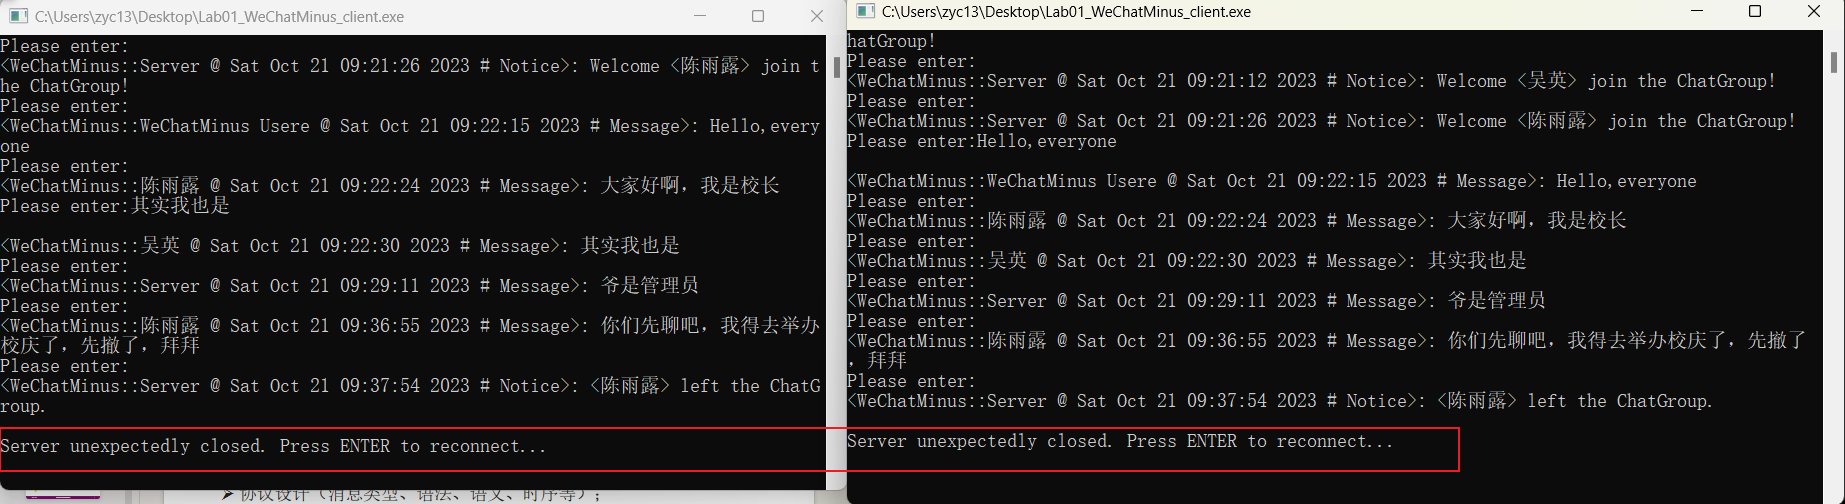 C:\Users\zyc13\Desktop\Lab01_WeChatMinus_client.exe
Please enter:
<WeChatMinus::Server @ Sat Oct 21 09:21:26 2023 # Notice>: Welcome <陈雨露> join t
he ChatGroup!
Please enter:
<WeChatMinus::WeChatMinus Usere @ Sat Oct 21 09:22:15 2023 # Message>: Hello,every
one
Please enter:
<WeChatMinus::陈雨露 @ Sat Oct 21 09:22:24 2023 # Message>: 大家好啊，我是校长
Please enter:其实我也是
<WeChatMinus::吴英 @ Sat Oct 21 09:22:30 2023 # Message>: 其实我也是
Please enter:
<WeChatMinus::Server @ Sat Oct 21 09:29:11 2023 # Message>: 爷是管理员
Please enter:
<WeChatMinus::陈雨露 @ Sat Oct 21 09:36:55 2023 # Message>: 你们先聊吧，我得去举办
校庆了，先撤了，拜拜
Please enter:
<WeChatMinus::Server @ Sat Oct 21 09:37:54 2023 # Notice>: <陈雨露> left the ChatG
roup.
Server unexpectedly closed. Press ENTER to reconnect...
➢ 协议设计（消息类型、语法、语义、时序等）；
C:\Users\zyc13\Desktop\Lab01_WeChatMinus_client.exe
hatGroup!
Please enter:
<WeChatMinus::Server @ Sat Oct 21 09:21:12 2023 # Notice>: Welcome <吴英> join the ChatGroup!
Please enter:
<WeChatMinus::Server @ Sat Oct 21 09:21:26 2023 # Notice>: Welcome <陈雨露> join the ChatGroup!
Please enter:Hello,everyone
<WeChatMinus::WeChatMinus Usere @ Sat Oct 21 09:22:15 2023 # Message>: Hello,everyone
Please enter:
<WeChatMinus::陈雨露 @ Sat Oct 21 09:22:24 2023 # Message>: 大家好啊，我是校长
Please enter:
<WeChatMinus::吴英 @ Sat Oct 21 09:22:30 2023 # Message>: 其实我也是
Please enter:
<WeChatMinus::Server @ Sat Oct 21 09:29:11 2023 # Message>: 爷是管理员
Please enter:
<WeChatMinus::陈雨露 @ Sat Oct 21 09:36:55 2023 # Message>: 你们先聊吧，我得去举办校庆了，先撤了
，拜拜
Please enter:
<WeChatMinus::Server @ Sat Oct 21 09:37:54 2023 # Notice>: <陈雨露> left the ChatGroup.
Server unexpectedly closed. Press ENTER to reconnect...